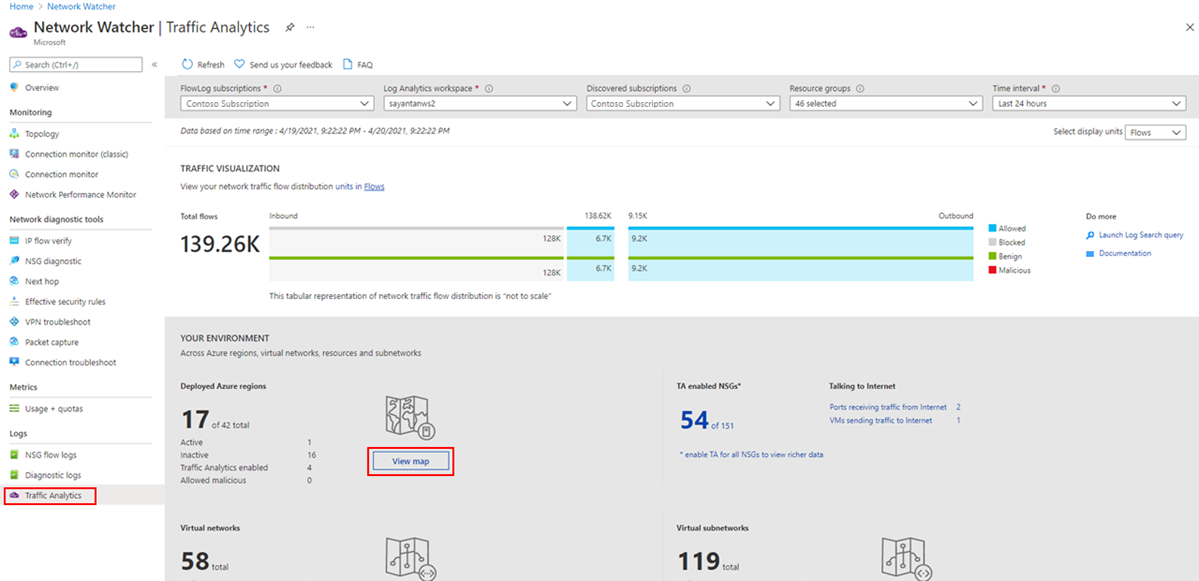 Home > Network Watcher
Network Watcher | Traffic Analytics ...
Microsoft
Search (Ctrl+/) «
Overview
Monitoring
Topology
Connection monitor (classic)
Connection monitor
Network Performance Monitor
Network diagnostic tools
IP flow verify
NSG diagnostic
Next hop
Effective security rules
VPN troubleshoot
Packet capture
Connection troubleshoot
Metrics
Usage + quotas
Logs
NSG flow logs
Diagnostic logs
Traffic Analytics
Refresh Send us your feedback FAQ
FlowLog subscriptions * Log Analytics workspace * Discovered subscriptions Resource groups Time interval *
Contoso Subscription sayantanws2 Contoso Subscription 46 selected Last 24 hours
Data based on time range : 4/19/2021, 9:22:22 PM - 4/20/2021, 9:22:22 PM Select display units Flows
TRAFFIC VISUALIZATION
View your network traffic flow distribution units in Flows
Total flows Inbound 138.62K 9.15K Outbound Do more
139.26K 128K 6.7K 9.2K
128K 6.7K 9.2K
Allowed
Blocked
Benign
Malicious
Launch Log Search query
Documentation
This tabular representation of network traffic flow distribution is "not to scale"
YOUR ENVIRONMENT
Across Azure regions, virtual networks, resources and subnetworks
Deployed Azure regions
17 of 42 total
Active 1
Inactive 16
Traffic Analytics enabled 4
Allowed malicious 0
View map
TA enabled NSGs*
54 of 151
* enable TA for all NSGs to view richer data
Talking to Internet
Ports receiving traffic from Internet 2
VMs sending traffic to Internet 1
Virtual networks
58 total
Virtual subnetworks
119 total